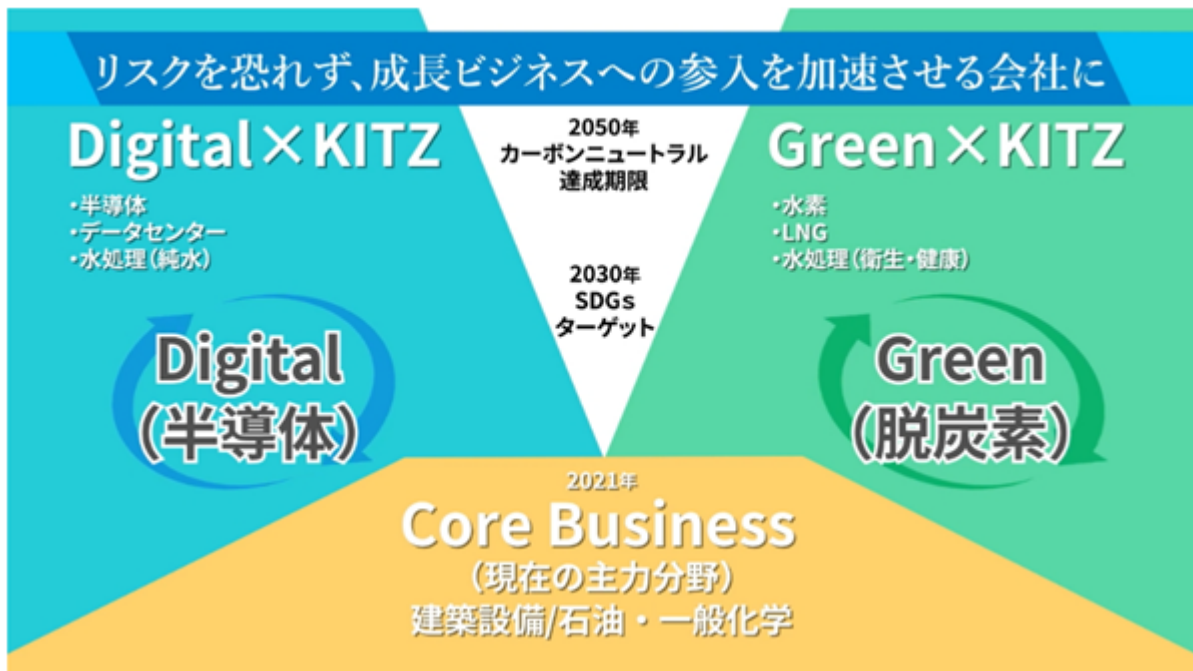 リスクを恐れず、成長ビジネスへの参入を加速させる会社に
Digital×KITZ
・半導体
・データセンター
・水処理(純水)
Digital
(半導体)
2050年
カーボンニュートラル
達成期限
2030年
SDGs
ターゲット
Green×KITZ
・水素
・LNG
・水処理(衛生・健康)
Green
(脱炭素)
2021年
Core Business
(現在の主力分野)
建築設備/石油・一般化学